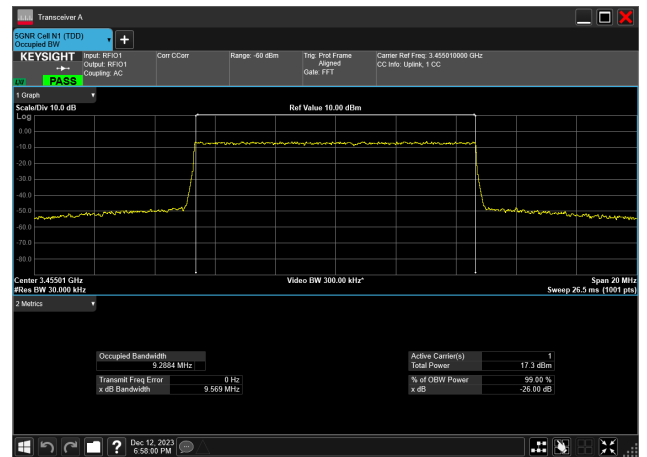 Transceiver A
5GNR Cell N1 (TDD)
Occupied BW
KEYSIGHT
LXI
PASS
Input: RFIO1
Output: RFIO1
Coupling: AC
Corr CCorr
Range: -60 dBm
Trig: Prot Frame
Aligned
Gate: FFT
Carrier Ref Freq: 3.455010000 GHz
CC Info: Uplink, 1 CC
1 Graph
Scale/Div 10.0 dB
Ref Value 10.00 dBm
Log
0.00
-10.0
-20.0
-30.0
-40.0
-50.0
-60.0
-70.0
-80.0
Center 3.45501 GHz
#Res BW 30.000 kHz
Video BW 300.00 kHz*
Span 20 MHz
Sweep 26.5 ms (1001 pts)
2 Metrics
Occupied Bandwidth
9.2884 MHz
Transmit Freq Error 0 Hz
x dB Bandwidth 9.569 MHz
Active Carrier(s) 1
Total Power 17.3 dBm
% of OBW Power 99.00 %
x dB -26.00 dB
Dec 12, 2023
6:58:00 PM